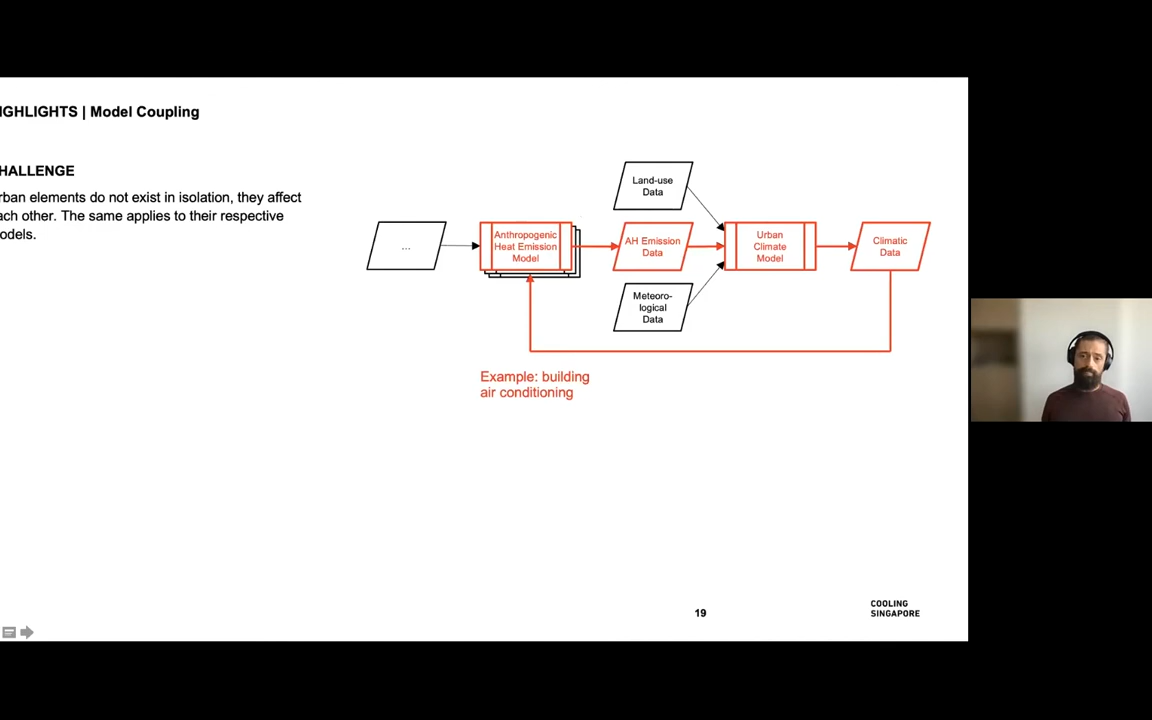 IGHLIGHTS | Model Coupling
HALLENGE
rban elements do not exist in isolation, they affect
ach other. The same applies to their respective
odels.
...
Anthropogenic
Heat Emission
Model
Land-use
Data
AH Emission
Data
Meteoro-
logical
Data
Urban
Climate
Model
Climatic
Data
Example: building
air conditioning
19
COOLING
SINGAPORE